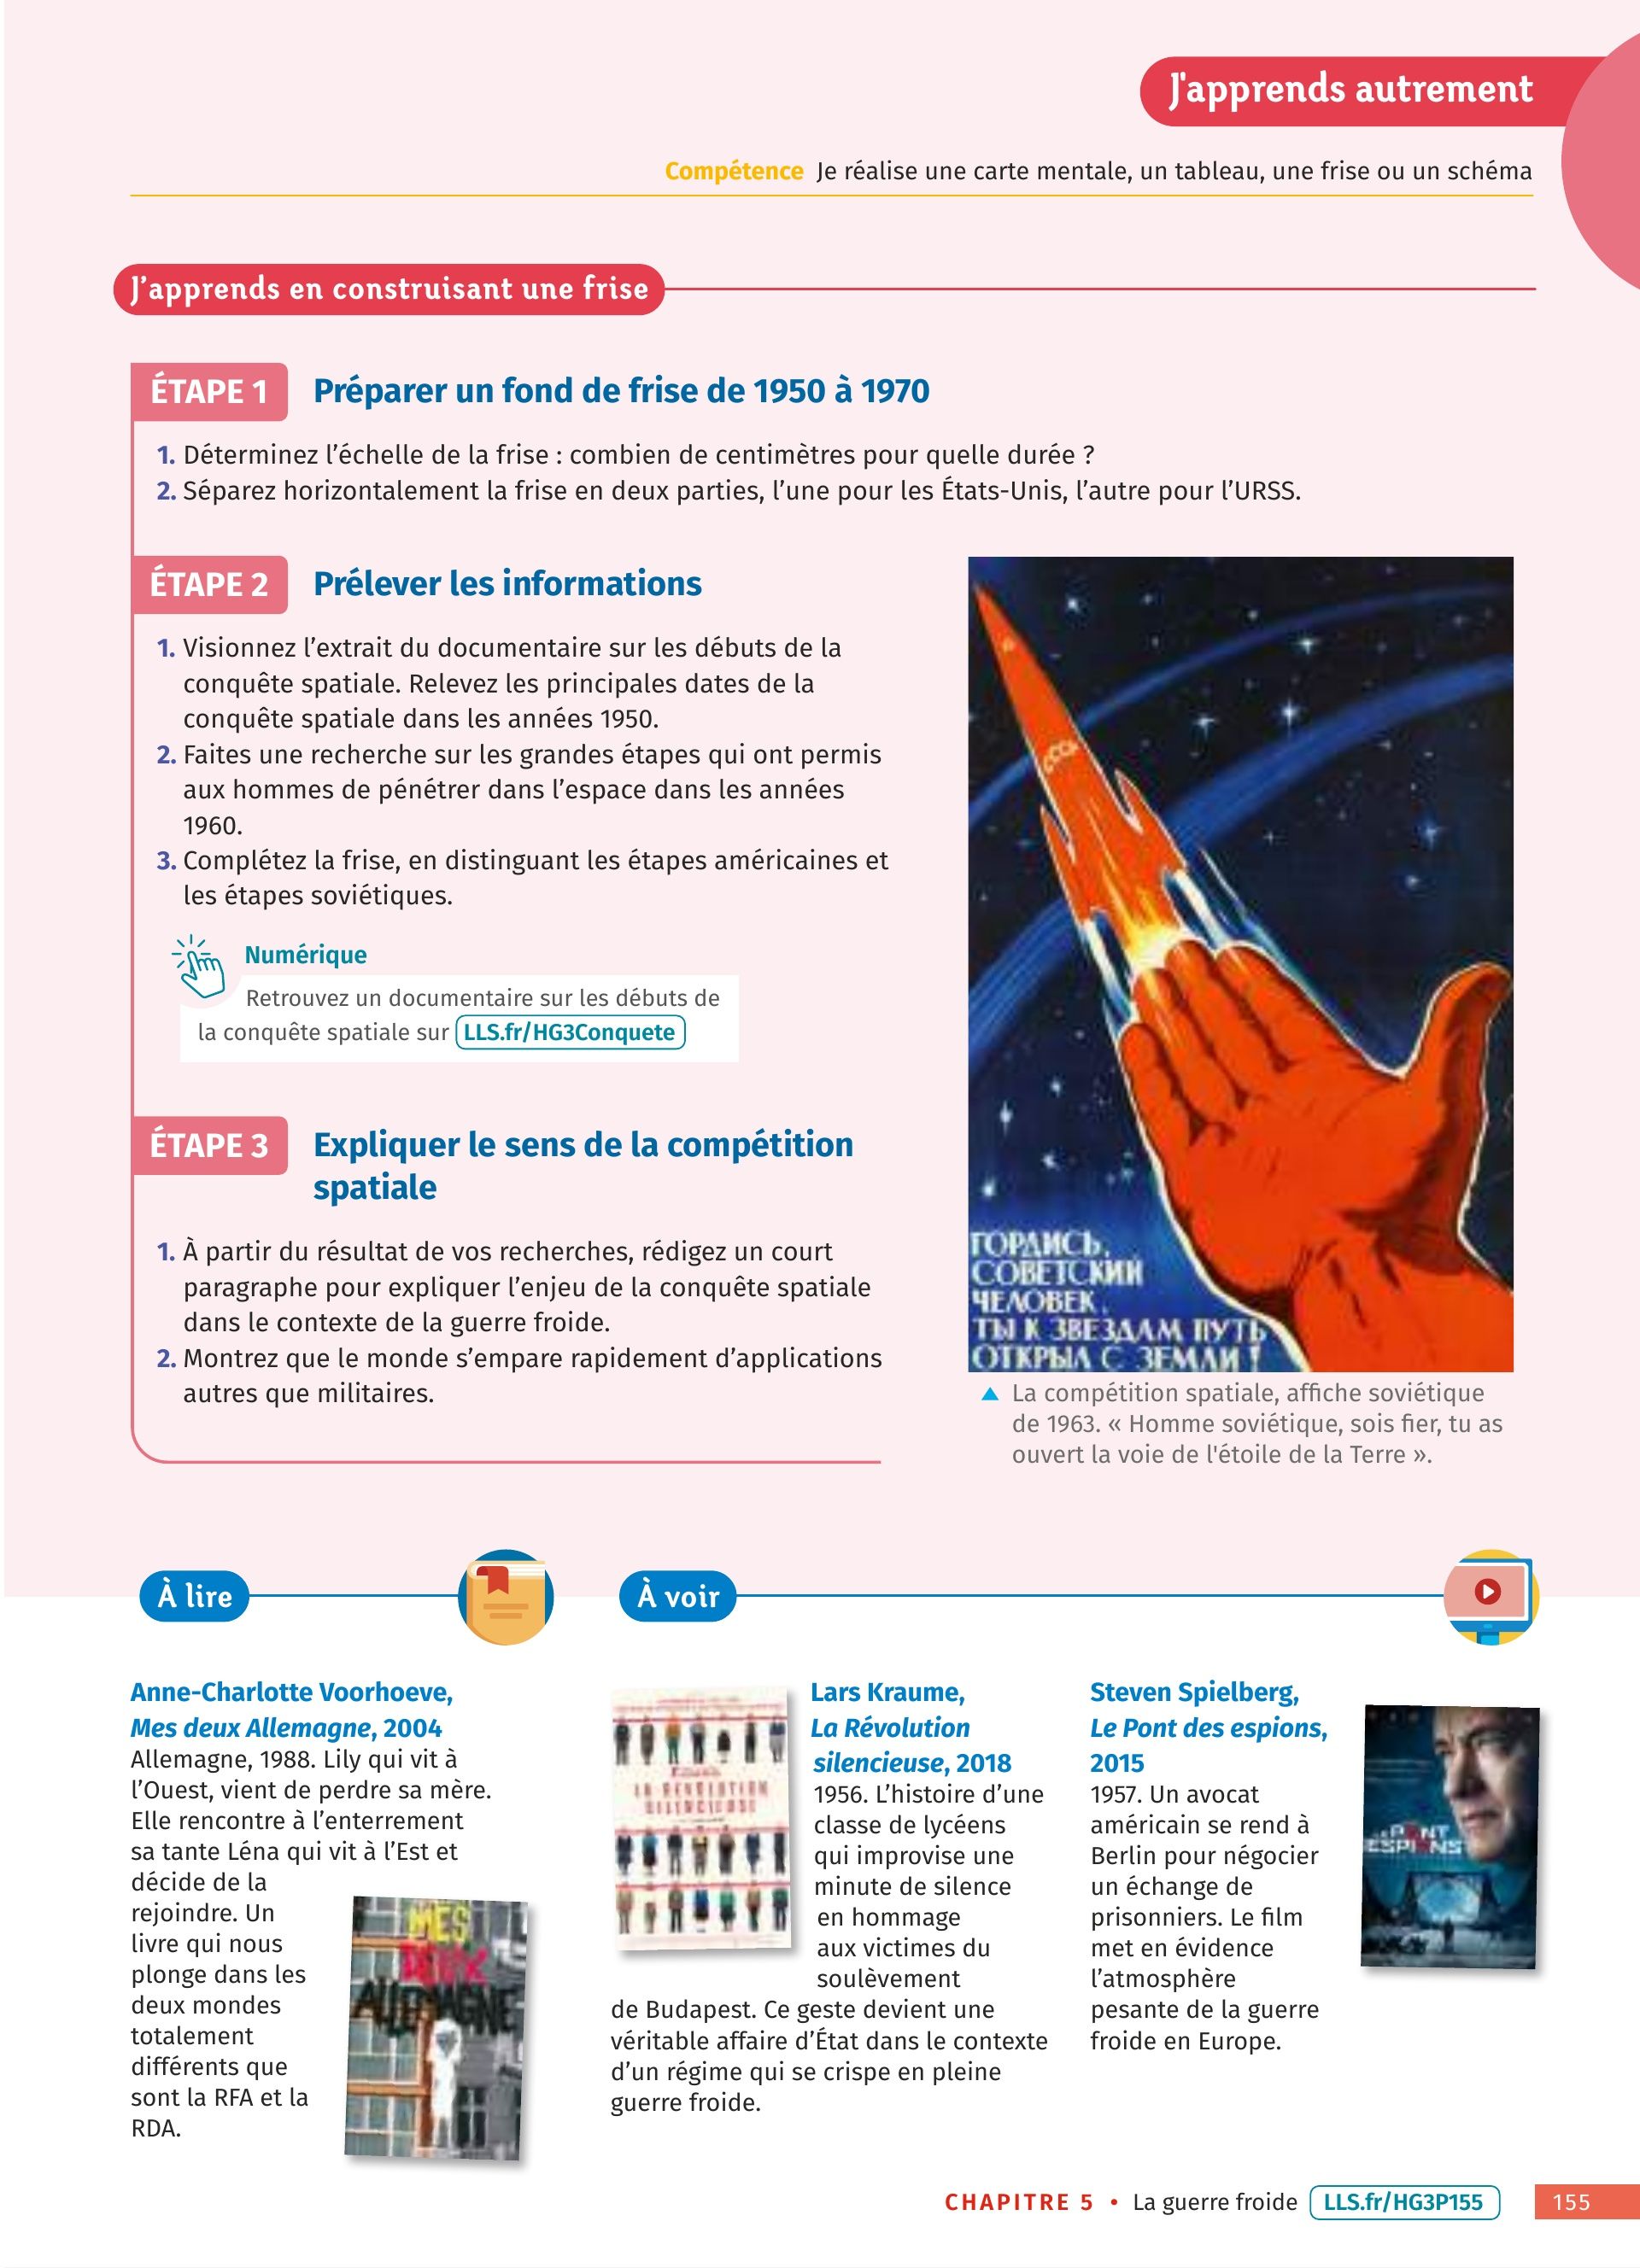 J'apprends autrement
Compétence Je réalise une carte mentale, un tableau, une frise ou un schéma
J'apprends en construisant une frise
ÉTAPE 1 Préparer un fond de frise de 1950 à 1970
1. Déterminez l'échelle de la frise : combien de centimètres pour quelle durée ?
2. Séparez horizontalement la frise en deux parties, l'une pour les États-Unis, l'autre pour l'URSS.
ÉTAPE 2 Prélever les informations
1. Visionnez l'extrait du documentaire sur les débuts de la
conquête spatiale. Relevez les principales dates de la
conquête spatiale dans les années 1950.
2. Faites une recherche sur les grandes étapes qui ont permis
aux hommes de pénétrer dans l'espace dans les années
1960.
3. Complétez la frise, en distinguant les étapes américaines et
les étapes soviétiques.
Numérique
Retrouvez un documentaire sur les débuts de
la conquête spatiale sur LLS.fr/HG3Conquete
ÉTAPE 3 Expliquer le sens de la compétition
spatiale
1. À partir du résultat de vos recherches, rédigez un court
paragraphe pour expliquer l'enjeu de la conquête spatiale
dans le contexte de la guerre froide.
2. Montrez que le monde s'empare rapidement d'applications
autres que militaires.
СССР
ГОРДИСЬ,
СОВЕТСКИЙ
ЧЕЛОВЕК,
ТЫ К ЗВЕЗДАМ ПУТЬ
ОТКРЫЛ С ЗЕМЛИ !
▲ La compétition spatiale, affiche soviétique
de 1963. « Homme soviétique, sois fier, tu as
ouvert la voie de l'étoile de la Terre ».
À lire
Anne-Charlotte Voorhoeve,
Mes deux Allemagne, 2004
Allemagne, 1988. Lily qui vit à
l'Ouest, vient de perdre sa mère.
Elle rencontre à l'enterrement
sa tante Léna qui vit à l'Est et
décide de la
rejoindre. Un
livre qui nous
plonge dans les
deux mondes
totalement
différents que
sont la RFA et la
RDA.
MES
DEUX
ALLEMAGNE
À voir
LA REVOLUTION
SILENCIEUSE
Lars Kraume,
La Révolution
silencieuse, 2018
1956. L'histoire d'une
classe de lycéens
qui improvise une
minute de silence
en hommage
aux victimes du
soulèvement
de Budapest. Ce geste devient une
véritable affaire d'État dans le contexte
d'un régime qui se crispe en pleine
guerre froide.
Steven Spielberg,
Le Pont des espions,
2015
1957. Un avocat
américain se rend à
Berlin pour négocier
un échange de
prisonniers. Le film
met en évidence
l'atmosphère
pesante de la guerre
froide en Europe.
PONT
ESPIONS
CHAPITRE 5 • La guerre froide LLS.fr/HG3P155 155